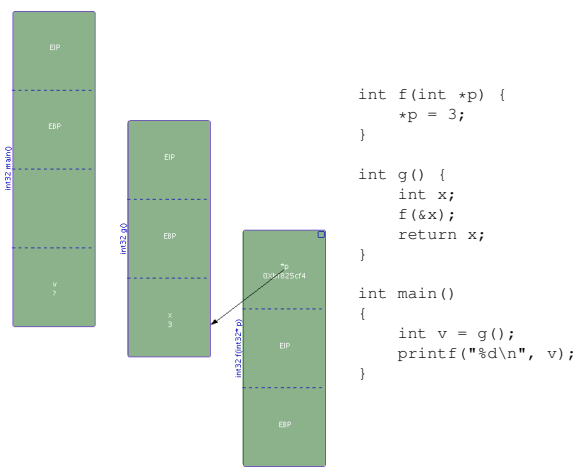 int32 main()
EIP
EBP
v
?
int32 g()
EIP
EBP
x
3
int32 f(int32* p)
*p
EIP
EBP
int f(int *p) {
*p = 3;
}
int g() {
int x;
f(&x);
return x;
}
int main()
{
int v = g();
printf("%d\n", v);
}